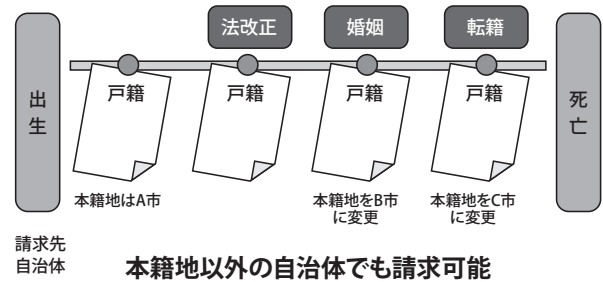 法改正
婚姻
転籍
出生
戸籍
戸籍
戸籍
戸籍
死亡
本籍地はA市
本籍地をB市
に変更
本籍地をC市
に変更
請求先
自治体
本籍地以外の自治体でも請求可能